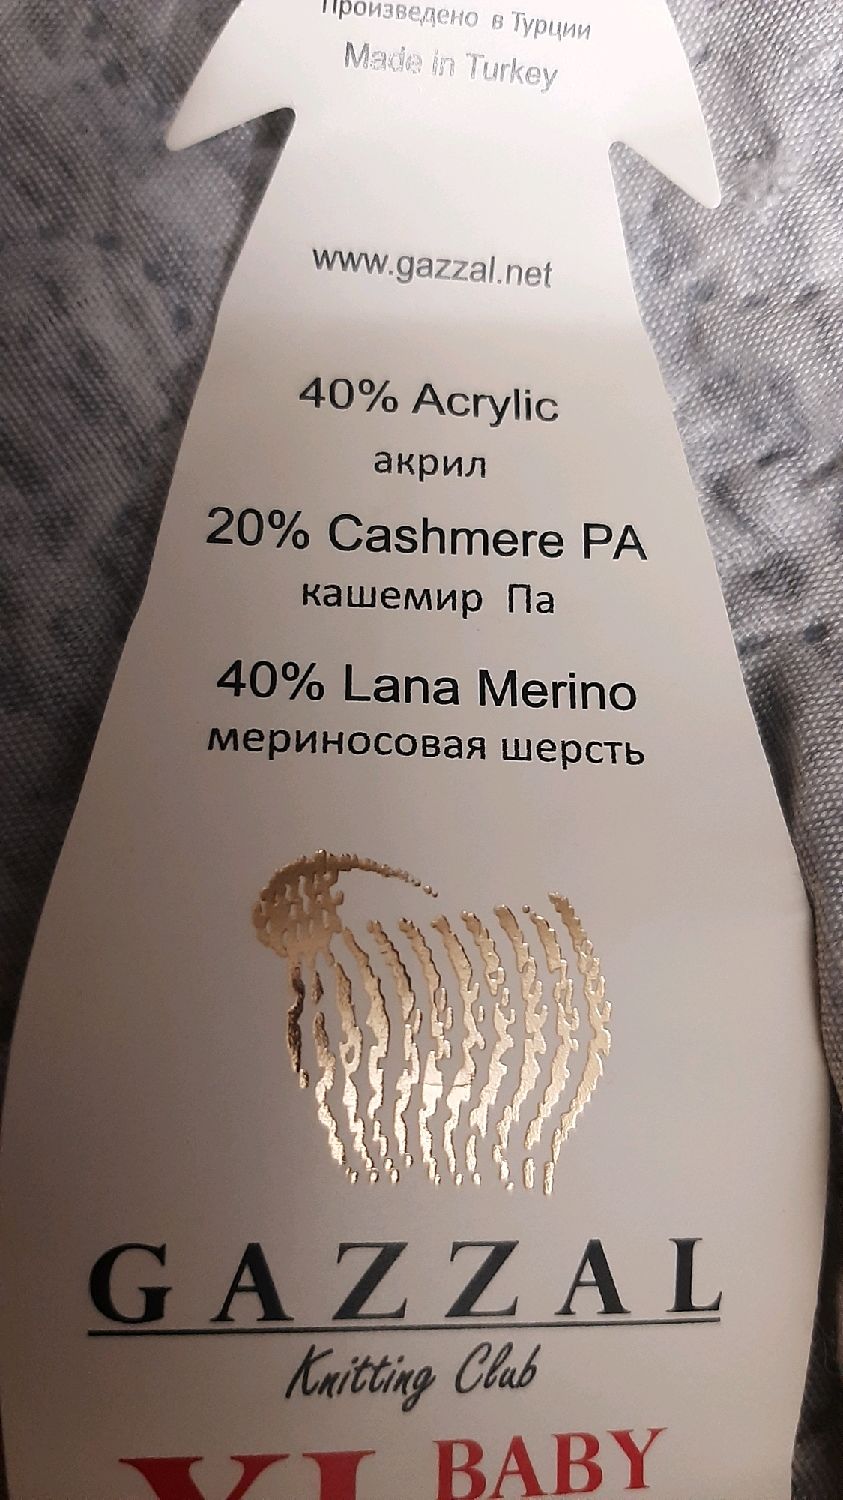 Произведено в Турции
Made in Turkey
www.gazzal.net
40% Acrylic
акрил
20% Cashmere PA
кашемир Па
40% Lana Merino
мериносовая шерсть
GAZZAL
Knitting Club
XL BABY